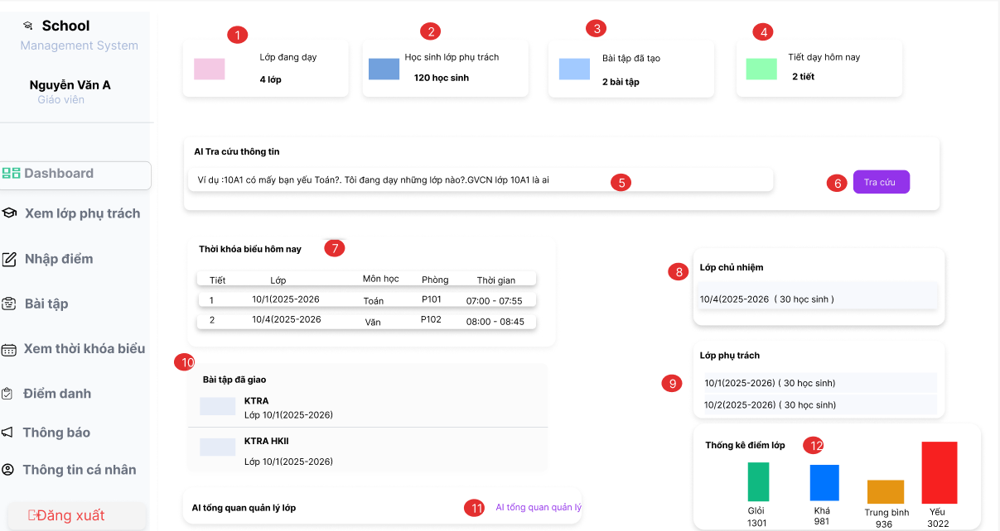 School
Management System
Nguyễn Văn A
Giáo viên
Dashboard
Xem lớp phụ trách
Nhập điểm
Bài tập
Xem thời khóa biểu
Điểm danh
Thông báo
Thông tin cá nhân
Đăng xuất
1
Lớp đang dạy
4 lớp
2
Học sinh lớp phụ trách
120 học sinh
3
Bài tập đã tạo
2 bài tập
4
Tiết dạy hôm nay
2 tiết
AI Tra cứu thông tin
Ví dụ :10A1 có mấy bạn yếu Toán?. Tôi đang dạy những lớp nào?.GVCN lớp 10A1 là ai
5
6
Tra cứu
Thời khóa biểu hôm nay
7
Tiết Lớp Môn học Phòng Thời gian
1 10/1(2025-2026 Toán P101 07:00 - 07:55
2 10/4(2025-2026 Văn P102 08:00 - 08:45
8
Lớp chủ nhiệm
10/4(2025-2026 ( 30 học sinh )
9
Lớp phụ trách
10/1(2025-2026) ( 30 học sinh)
10/2(2025-2026) ( 30 học sinh)
10
Bài tập đã giao
KTRA
Lớp 10/1(2025-2026)
KTRA HKII
Lớp 10/1(2025-2026)
AI tổng quan quản lý lớp
11
AI tổng quan quản lý
Thống kê điểm lớp
12
Giỏi
1301
Khá
981
Trung bình
936
Yếu
3022